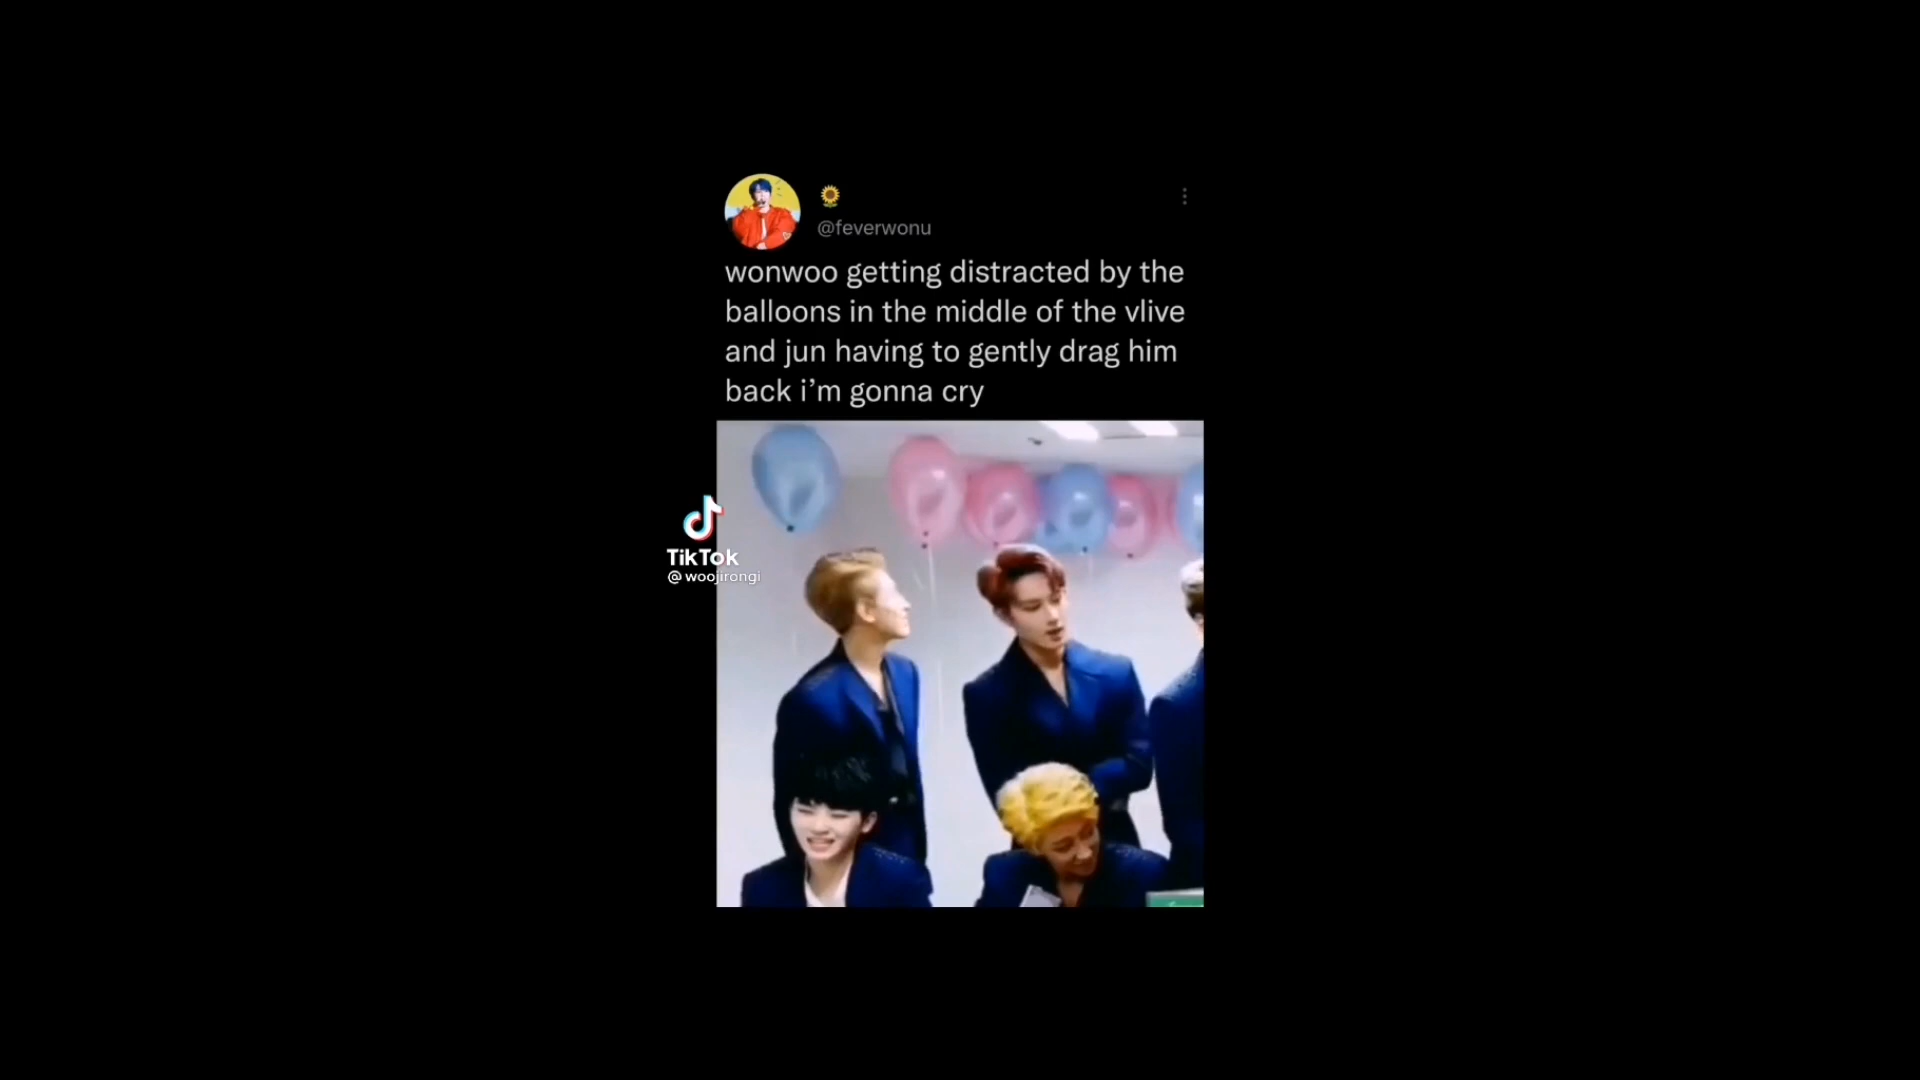 🌻
@feverwonu
wonwoo getting distracted by the
balloons in the middle of the vlive
and jun having to gently drag him
back i’m gonna cry
TikTok
@woojirongi